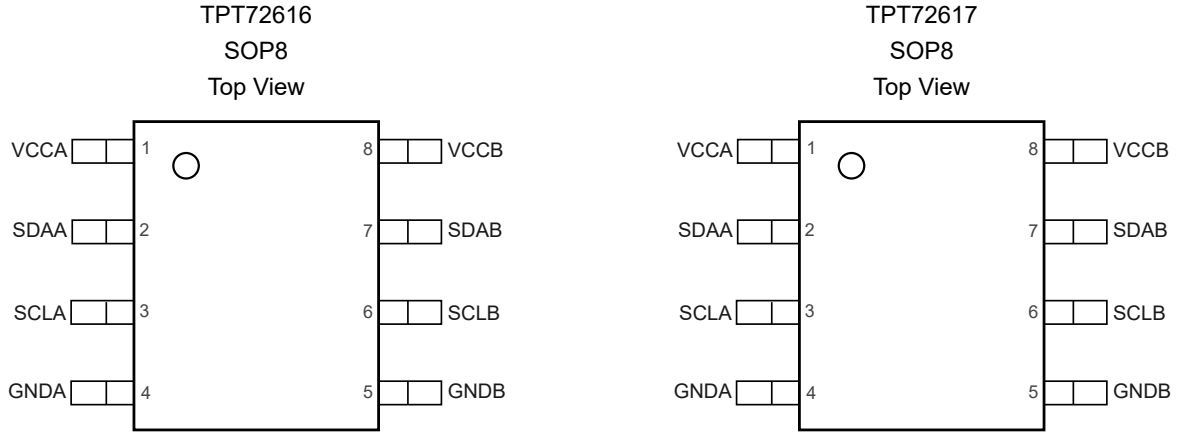 TPT72616
SOP8
Top View
VCCA 1 8 VCCB
SDAA 2 7 SDAB
SCLA 3 6 SCLB
GNDA 4 5 GNDB
TPT72617
SOP8
Top View
VCCA 1 8 VCCB
SDAA 2 7 SDAB
SCLA 3 6 SCLB
GNDA 4 5 GNDB